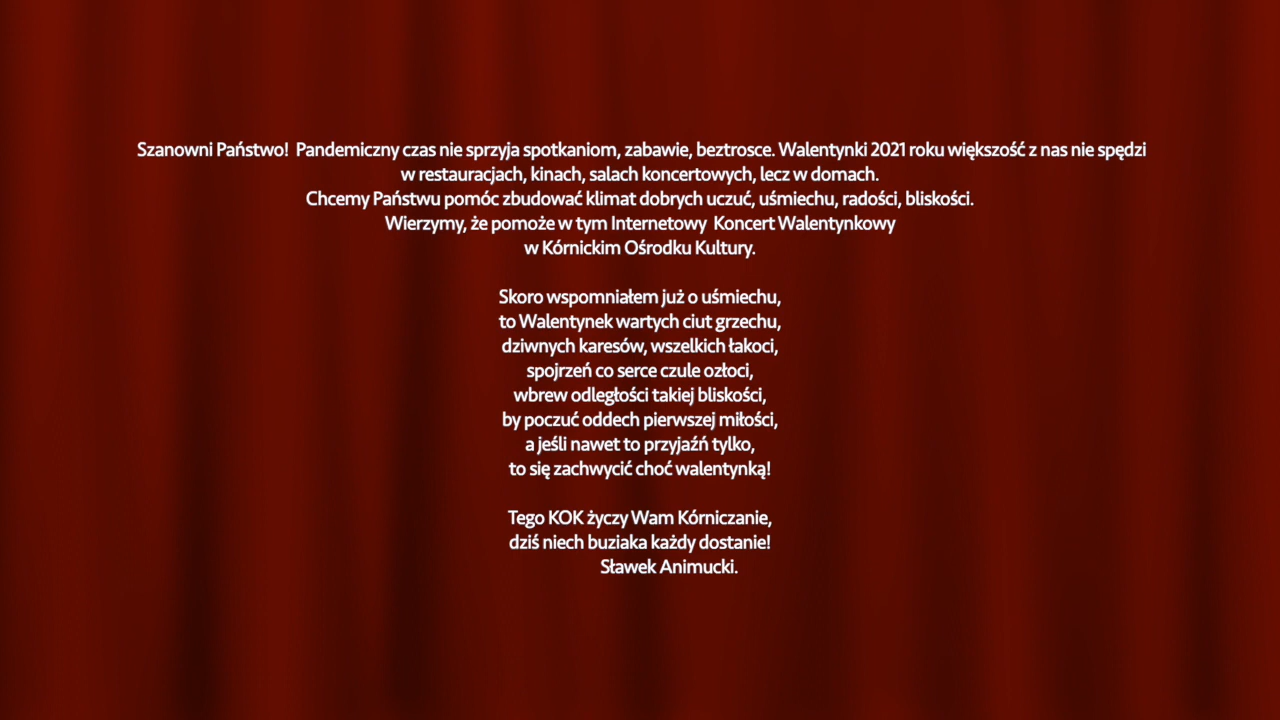 Szanowni Państwo! Pandemiczny czas nie sprzyja spotkaniom, zabawie, beztrosce. Walentynki 2021 roku większość z nas nie spędzi
w restauracjach, kinach, salach koncertowych, lecz w domach.
Chcemy Państwu pomóc zbudować klimat dobrych uczuć, uśmiechu, radości, bliskości.
Wierzymy, że pomoże w tym Internetowy Koncert Walentynkowy
w Kórnickim Ośrodku Kultury.

Skoro wspomniałem już o uśmiechu,
to Walentynek wartych ciut grzechu,
dziwnych karesów, wszelkich łakoci,
spojrzeń co serce czule ozłoci,
wbrew odległości takiej bliskości,
by poczuć oddech pierwszej miłości,
a jeśli nawet to przyjaźń tylko,
to się zachwycić choć walentynką!

Tego KOK życzy Wam Kórniczanie,
dziś niech buziaka każdy dostanie!
Sławek Animucki.